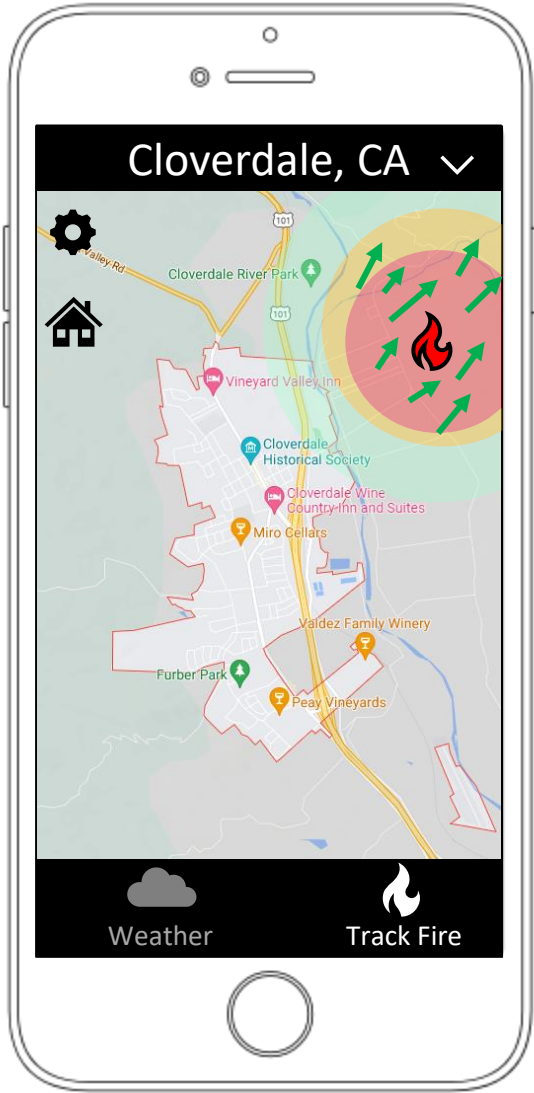 Cloverdale, CA
101
Valley Rd
Cloverdale River Park
101
Vineyard Valley Inn
Cloverdale
Historical Society
Cloverdale Wine
Country Inn and Suites
Miro Cellars
Valdez Family Winery
Furber Park
Peay Vineyards
Weather
Track Fire